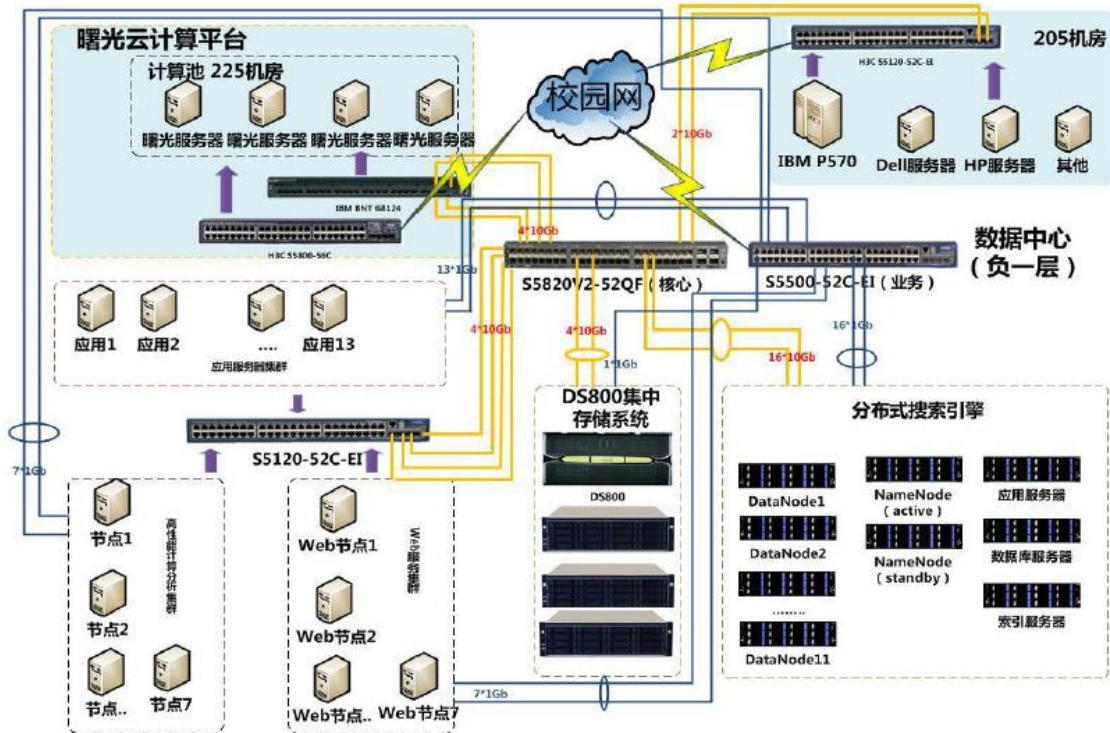 曙光云计算平台
计算池 225机房
曙光服务器 曙光服务器 曙光服务器 曙光服务器
IBM BNT G8124
H3C S5800-56C
校园网
H3C S5120-52C-EI
205机房
IBM P570
Dell服务器
HP服务器
其他
2*10Gb
4*10Gb
13*1Gb
S5820V2-52QF（核心）
S5500-52C-EI（业务）
数据中心
（负一层）
应用1
应用2
....
应用13
应用服务器集群
4*10Gb
4*10Gb
1*1Gb
16*10Gb
16*1Gb
S5120-52C-EI
7*1Gb
节点1
节点2
节点..
节点7
高性能计算分析集群
Web节点1
Web节点2
Web节点..
Web节点7
Web服务集群
7*1Gb
DS800集中
存储系统
DS800
分布式搜索引擎
DataNode1
DataNode2
........
DataNode11
NameNode
（active）
NameNode
（standby）
应用服务器
数据库服务器
索引服务器